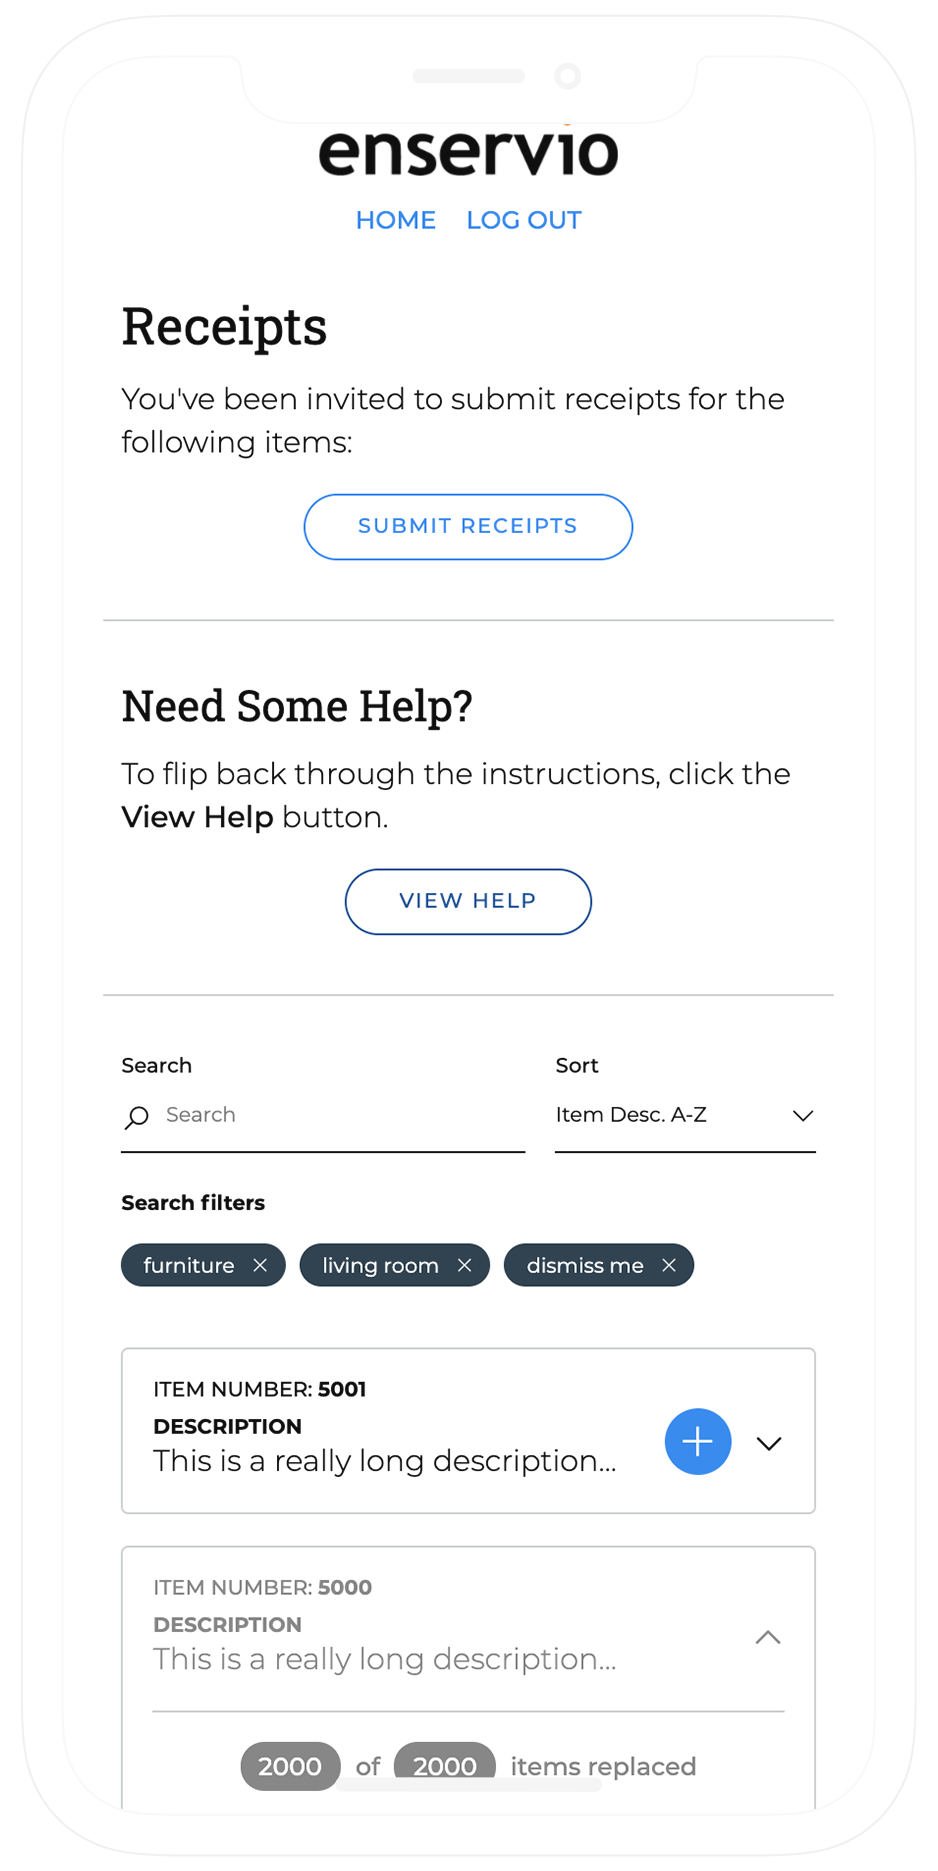 enservio
HOME LOG OUT
Receipts
You've been invited to submit receipts for the
following items:
SUBMIT RECEIPTS
Need Some Help?
To flip back through the instructions, click the
View Help button.
VIEW HELP
Search Sort
Search Item Desc. A-Z
Search filters
furniture living room dismiss me
ITEM NUMBER: 5001
DESCRIPTION
This is a really long description...
ITEM NUMBER: 5000
DESCRIPTION
This is a really long description...
2000 of 2000 items replaced